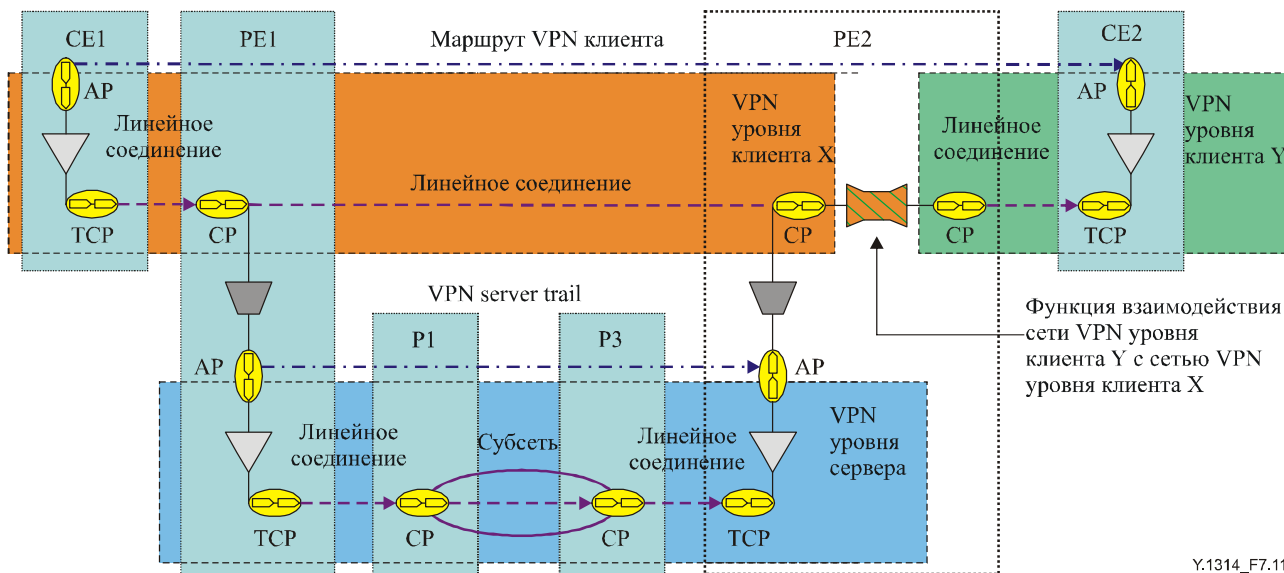 CE1
PE1
Маршрут VPN клиента
PE2
CE2
AP
AP
VPN
уровня
клиента X
VPN
уровня
клиента Y
Линейное
соединение
Линейное
соединение
Линейное соединение
TCP
CP
CP
CP
TCP
VPN server trail
Функция взаимодействия
сети VPN уровня
клиента Y с сетью VPN
уровня клиента X
P1
P3
AP
AP
VPN
уровня
сервера
Линейное
соединение
Субсеть
Линейное
соединение
TCP
CP
CP
TCP
Y.1314_F7.11